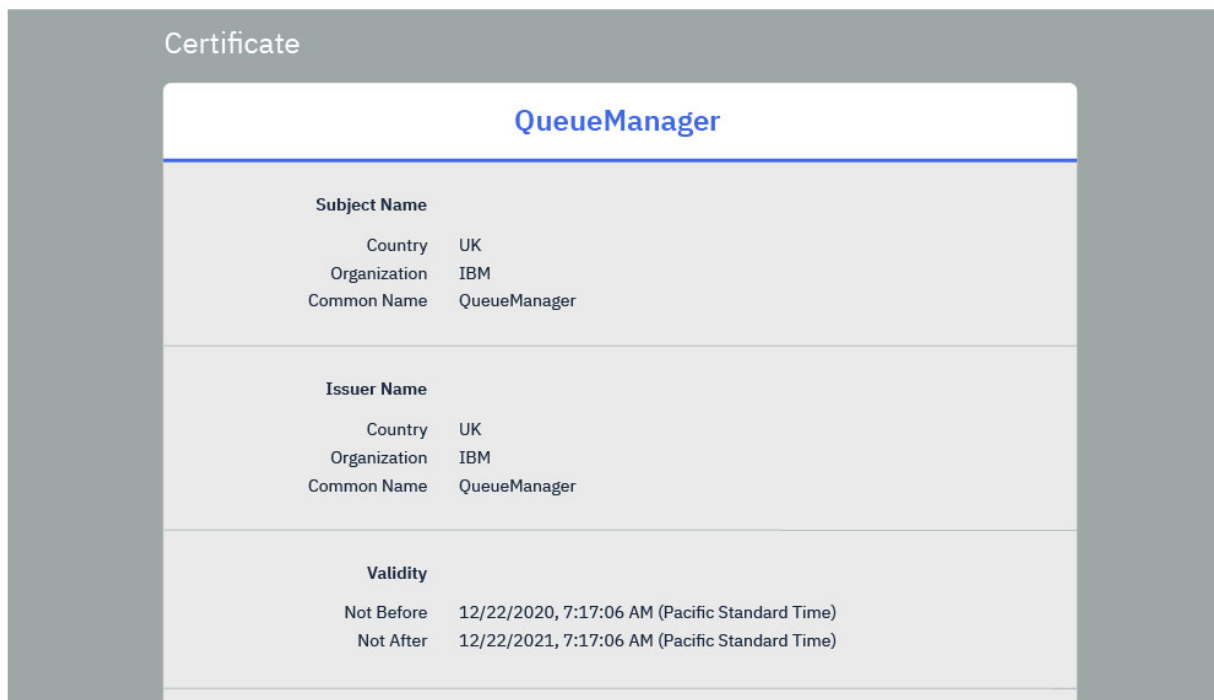 Certificate
QueueManager
Subject Name
Country UK
Organization IBM
Common Name QueueManager
Issuer Name
Country UK
Organization IBM
Common Name QueueManager
Validity
Not Before 12/22/2020, 7:17:06 AM (Pacific Standard Time)
Not After 12/22/2021, 7:17:06 AM (Pacific Standard Time)